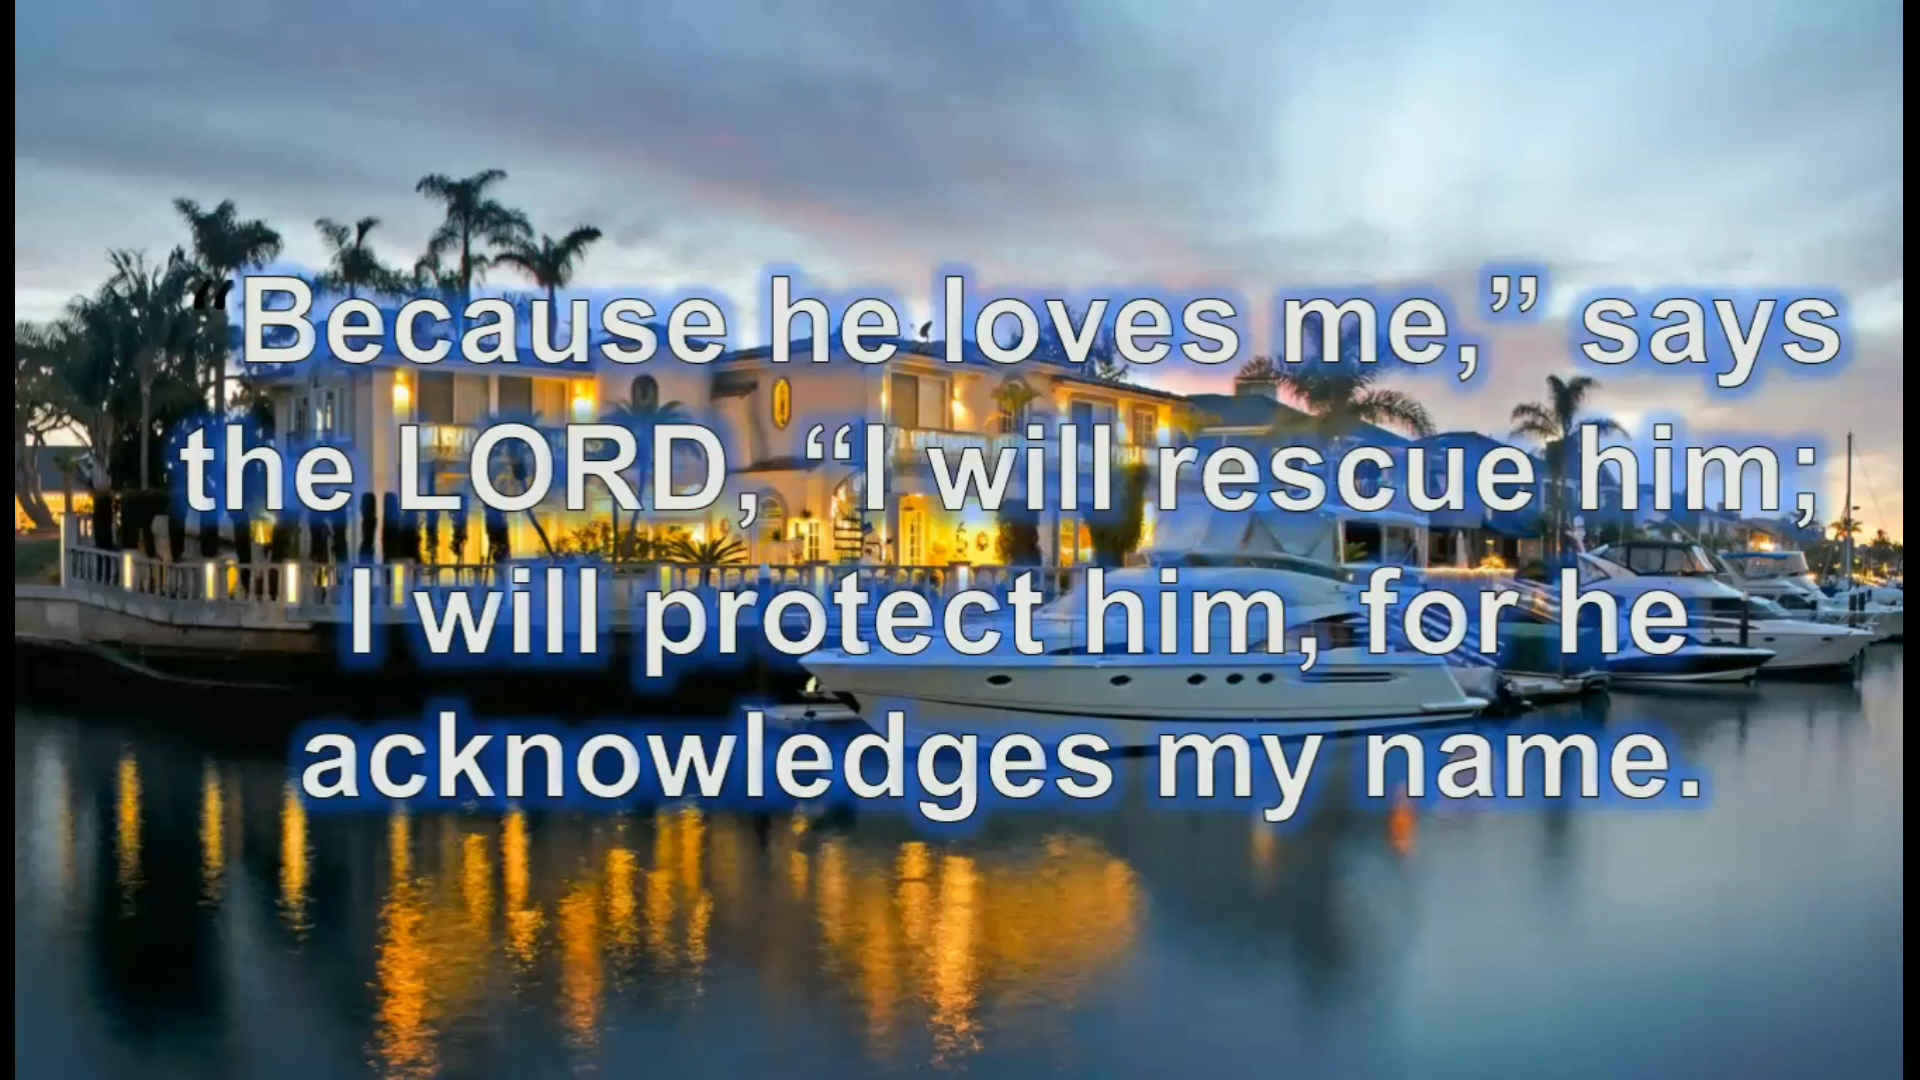 “Because he loves me,” says
the LORD, “I will rescue him;
I will protect him, for he
acknowledges my name.